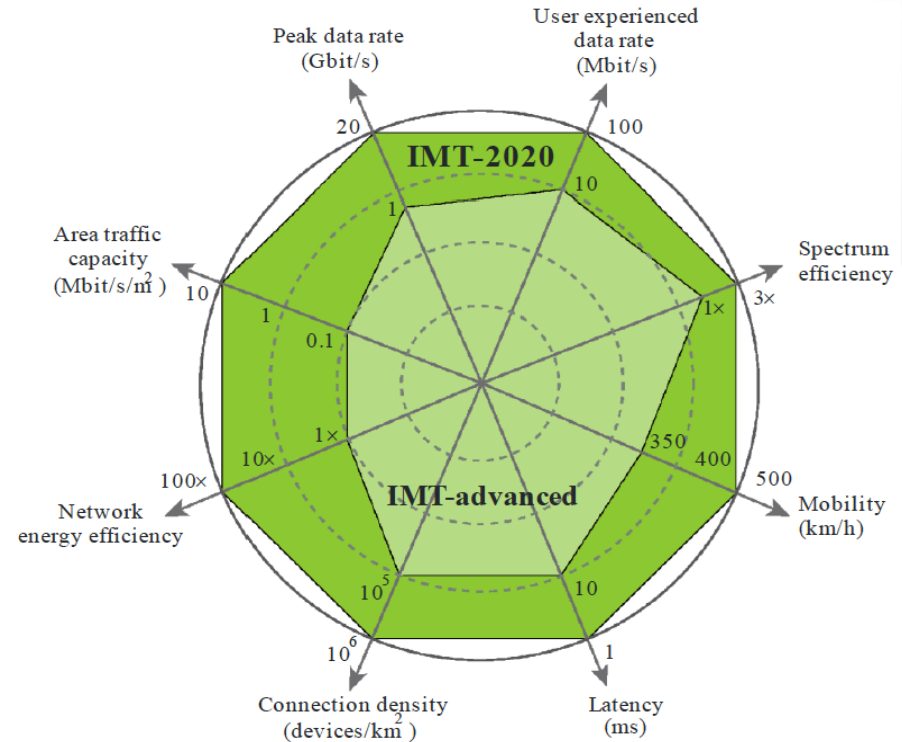 User experienced
data rate
(Mbit/s)
Peak data rate
(Gbit/s)
20
100
IMT-2020
10
1
Area traffic
capacity
(Mbit/s/m²)
Spectrum
efficiency
10
3×
1×
1
0.1
1×
350
10×
400
100×
500
Network
energy efficiency
Mobility
(km/h)
IMT-advanced
10⁵
10
10⁶
1
Connection density
(devices/km²)
Latency
(ms)